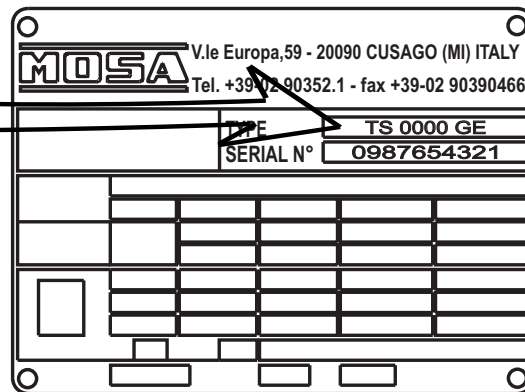 MOSA
V.le Europa,59 - 20090 CUSAGO (MI) ITALY
Tel. +39-02 90352.1 - fax +39-02 90390466
TYPE TS 0000 GE
SERIAL N° 0987654321